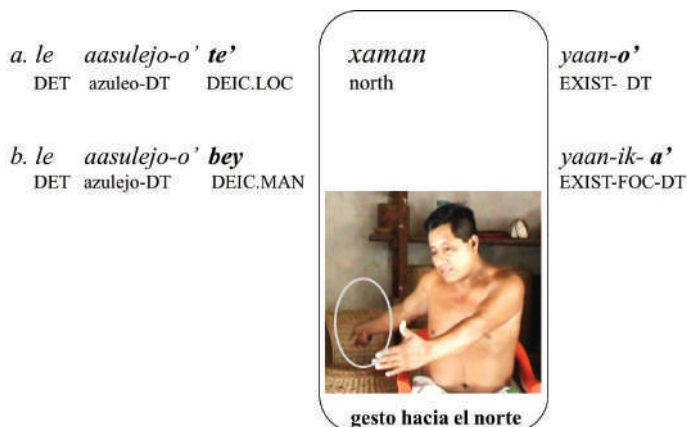 a. le aasulejo-o’ te’ xaman yaan-o’
DET azuleo-DT DEIC.LOC north EXIST- DT
b. le aasulejo-o’ bey yaan-ik- a’
DET azulejo-DT DEIC.MAN EXIST-FOC-DT
gesto hacia el norte